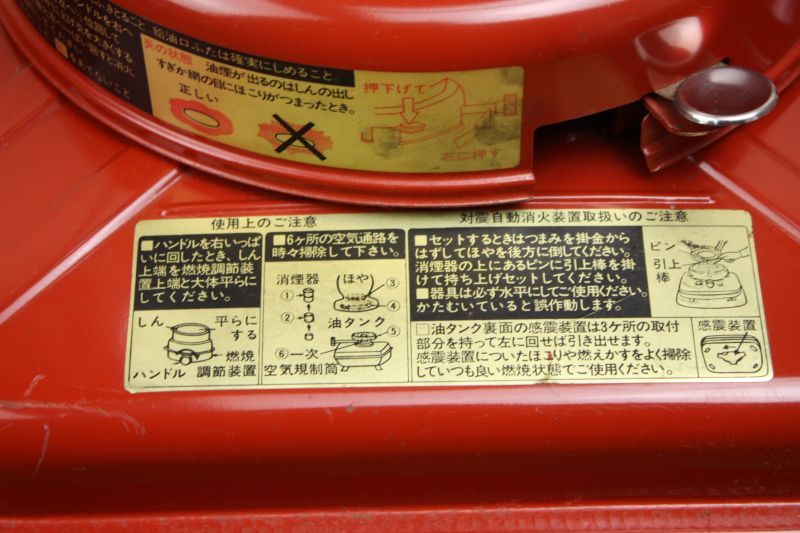 給油口ふたは確実にしめること。
炎の状態 油煙が出るのはしんの出し
すぎか網の目にほこりがつまったとき。
正しい
押下げて
右に押す
使用上のご注意
■ハンドルを右いっぱ
いに回したとき、しん
上端を燃焼調節装
置上端と大体平らに
してください。
しん 平らに
する
燃焼
ハンドル 調節装置
■6ヶ所の空気通路を
時々掃除して下さい。
消煙器 ほや ③
① ④
②
油タンク ⑤
⑥一次
空気規制筒
対震自動消火装置取扱いのご注意
■セットするときはつまみを掛金から
はずしてほやを後方に倒してください。
消煙器の上にあるピンに引上棒を掛
けて持ち上げセットしてください。
■器具は必ず水平にしてご使用ください。
かたむいていると誤作動します。
ピン
引上
棒
□油タンク裏面の感震装置は3ケ所の取付
部分を持って左に回せば引き出せます。
感震装置についたほこりや燃えかすをよく掃除
していつも良い燃焼状態でご使用ください。
感震装置